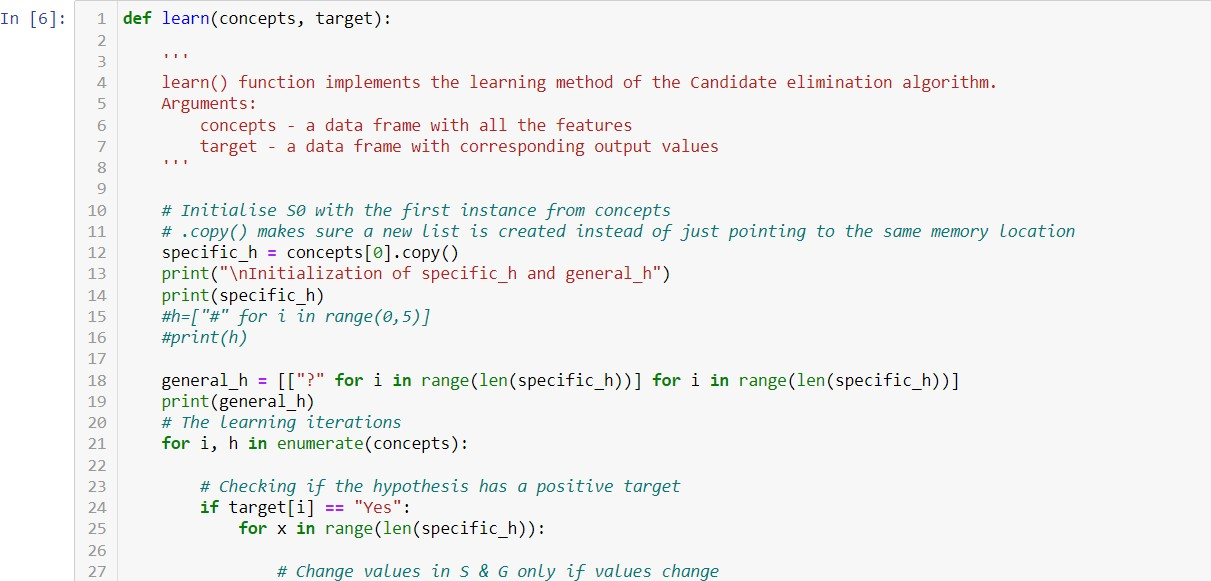 In [6]:
1 def learn(concepts, target):
2
3     '''
4     learn() function implements the learning method of the Candidate elimination algorithm.
5     Arguments:
6         concepts - a data frame with all the features
7         target - a data frame with corresponding output values
8     '''
9
10     # Initialise S0 with the first instance from concepts
11     # .copy() makes sure a new list is created instead of just pointing to the same memory location
12     specific_h = concepts[0].copy()
13     print("\nInitialization of specific_h and general_h")
14     print(specific_h)
15     #h=["#" for i in range(0,5)]
16     #print(h)
17
18     general_h = [["?" for i in range(len(specific_h))] for i in range(len(specific_h))]
19     print(general_h)
20     # The learning iterations
21     for i, h in enumerate(concepts):
22
23         # Checking if the hypothesis has a positive target
24         if target[i] == "Yes":
25             for x in range(len(specific_h)):
26
27                 # Change values in S & G only if values change